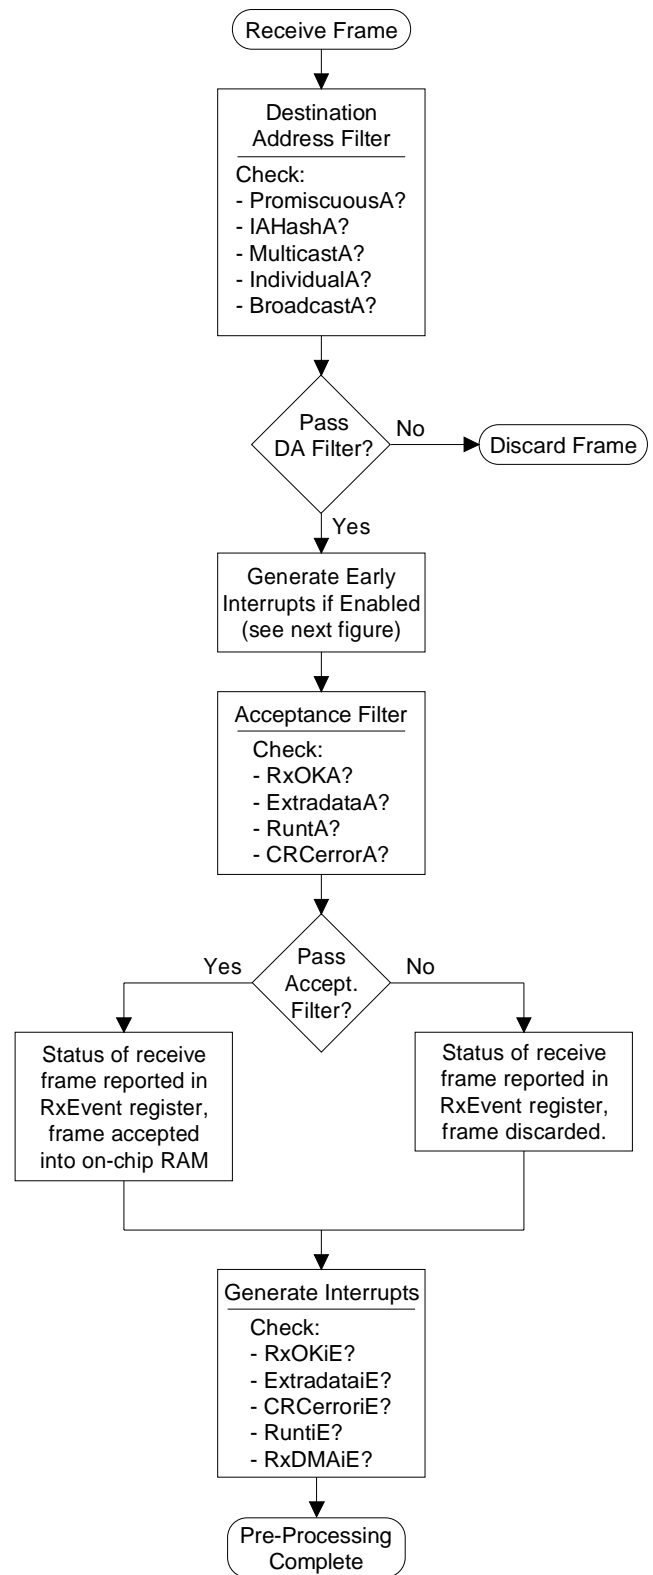 Receive Frame
Destination
Address Filter
Check:
- PromiscuousA?
- IAHashA?
- MulticastA?
- IndividualA?
- BroadcastA?
Pass
DA Filter?
No
Discard Frame
Yes
Generate Early
Interrupts if Enabled
(see next figure)
Acceptance Filter
Check:
- RxOKA?
- ExtradataA?
- RuntA?
- CRCerrorA?
Pass
Accept.
Filter?
Yes
No
Status of receive
frame reported in
RxEvent register,
frame accepted
into on-chip RAM
Status of receive
frame reported in
RxEvent register,
frame discarded.
Generate Interrupts
Check:
- RxOKiE?
- ExtradataiE?
- CRCerroriE?
- RuntiE?
- RxDMAiE?
Pre-Processing
Complete